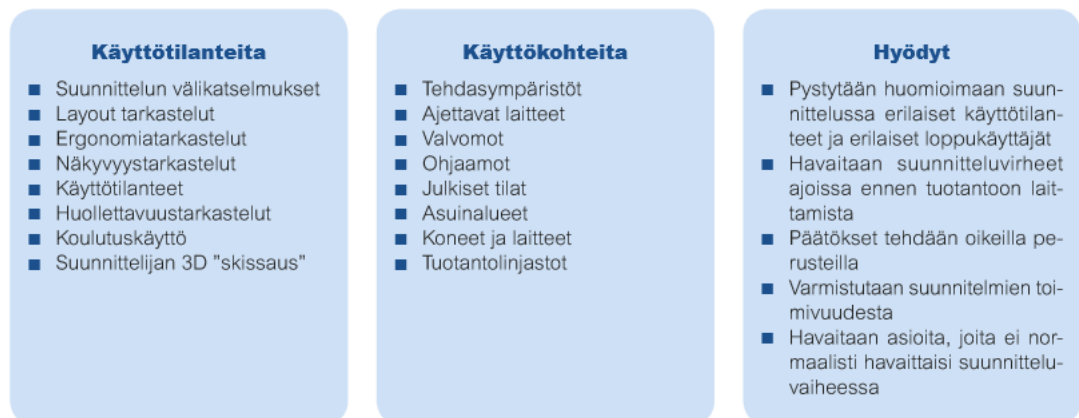 Käyttötilanteita
Suunnittelun välikatselmukset
Layout tarkastelut
Ergonomiatarkastelut
Näkyvyystarkastelut
Käyttötilanteet
Huollettavuustarkastelut
Koulutuskäyttö
Suunnittelijan 3D "skissaus"
Käyttökohteita
Tehdasympäristöt
Ajettavat laitteet
Valvomot
Ohjaamot
Julkiset tilat
Asuinalueet
Koneet ja laitteet
Tuotantolinjastot
Hyödyt
Pystytään huomioimaan suun-
nittelussa erilaiset käyttötilan-
teet ja erilaiset loppukäyttäjät
Havaitaan suunnitteluvirheet
ajoissa ennen tuotantoon lait-
tamista
Päätökset tehdään oikeilla pe-
rusteilla
Varmistutaan suunnitelmien toi-
mivuudesta
Havaitaan asioita, joita ei nor-
maalisti havaittaisi suunnittelu-
vaiheessa